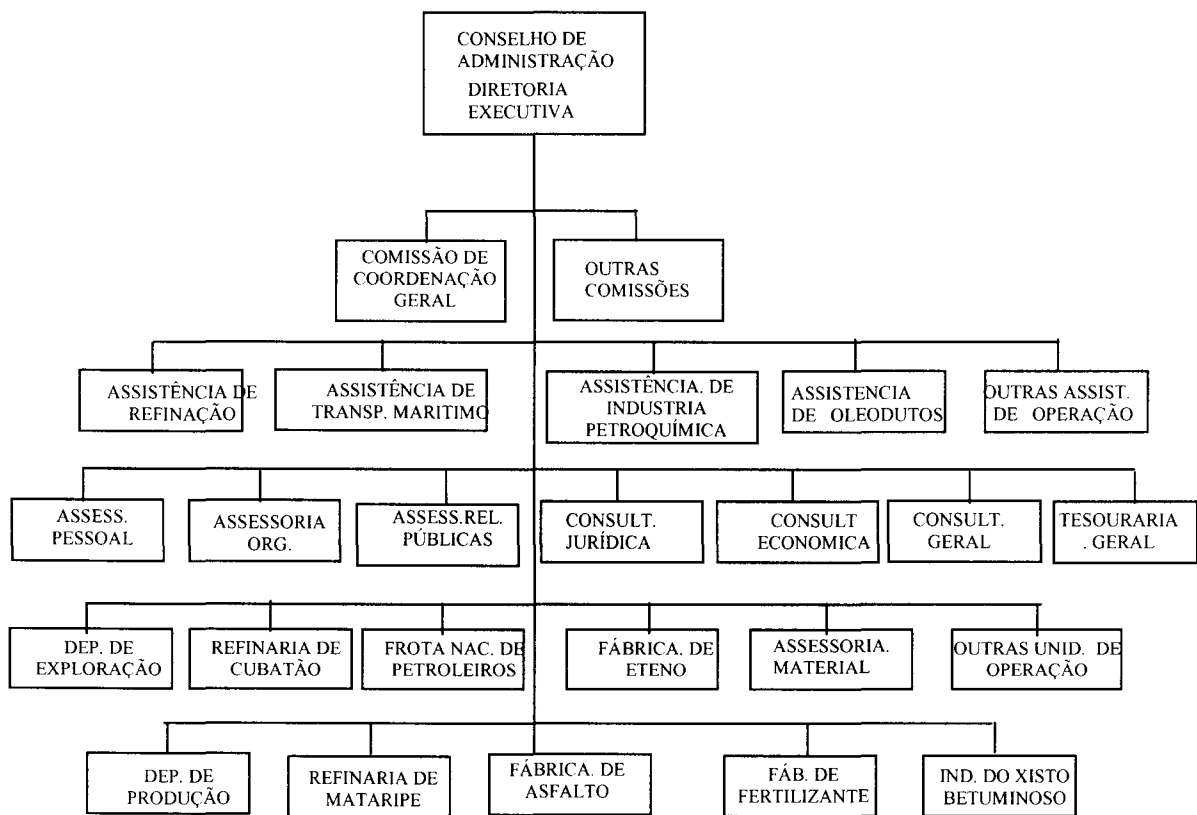 CONSELHO DE
ADMINISTRAÇÃO
DIRETORIA
EXECUTIVA
COMISSÃO DE
COORDENAÇÃO
GERAL
OUTRAS
COMISSÕES
ASSISTÊNCIA DE
REFINAÇÃO
ASSISTÊNCIA DE
TRANSP. MARITIMO
ASSISTÊNCIA. DE
INDUSTRIA
PETROQUÍMICA
ASSISTENCIA
DE OLEODUTOS
OUTRAS ASSIST.
DE OPERAÇÃO
ASSESS.
PESSOAL
ASSESSORIA
ORG.
ASSESS.REL.
PÚBLICAS
CONSULT.
JURÍDICA
CONSULT
ECONOMICA
CONSULT.
GERAL
TESOURARIA
. GERAL
DEP. DE
EXPLORAÇÃO
REFINARIA DE
CUBATÃO
FROTA NAC. DE
PETROLEIROS
FÁBRICA. DE
ETENO
ASSESSORIA.
MATERIAL
OUTRAS UNID. DE
OPERAÇÃO
DEP. DE
PRODUÇÃO
REFINARIA DE
MATARIPE
FÁBRICA. DE
ASFALTO
FÁB. DE
FERTILIZANTE
IND. DO XISTO
BETUMINOSO